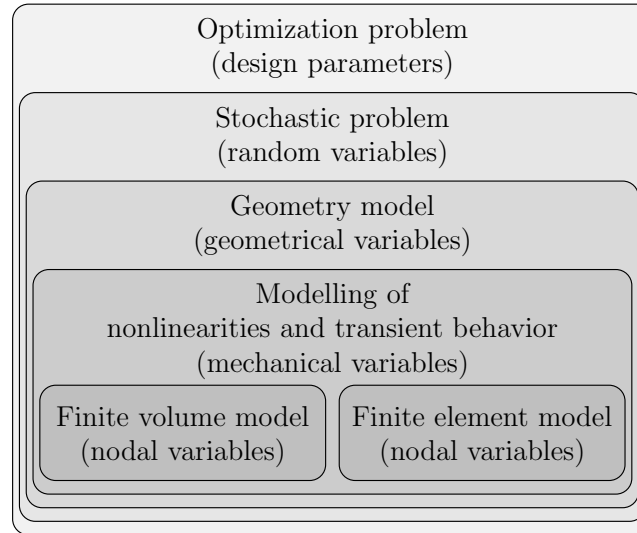 Optimization problem
(design parameters)
Stochastic problem
(random variables)
Geometry model
(geometrical variables)
Modelling of
nonlinearities and transient behavior
(mechanical variables)
Finite volume model
(nodal variables)
Finite element model
(nodal variables)